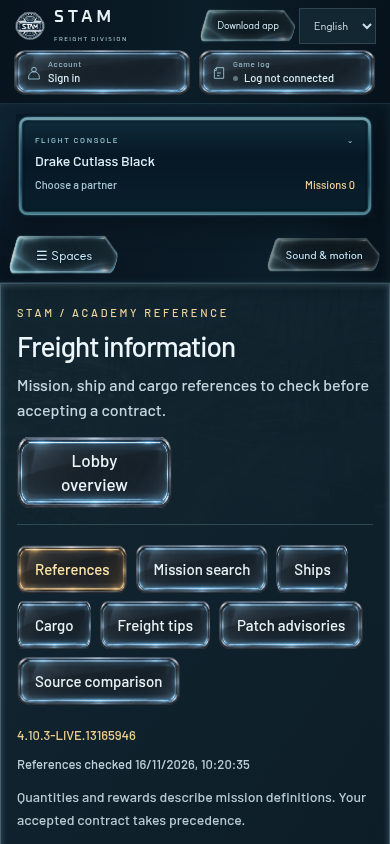 STAM
FREIGHT DIVISION
Download app
English
Account
Sign in
Game log
Log not connected
FLIGHT CONSOLE
Drake Cutlass Black
Choose a partner
Missions 0
☰ Spaces
Sound & motion
STAM / ACADEMY REFERENCE
Freight information
Mission, ship and cargo references to check before
accepting a contract.
Lobby
overview
References
Mission search
Ships
Cargo
Freight tips
Patch advisories
Source comparison
4.10.3-LIVE.13165946
References checked 16/11/2026, 10:20:35
Quantities and rewards describe mission definitions. Your
accepted contract takes precedence.